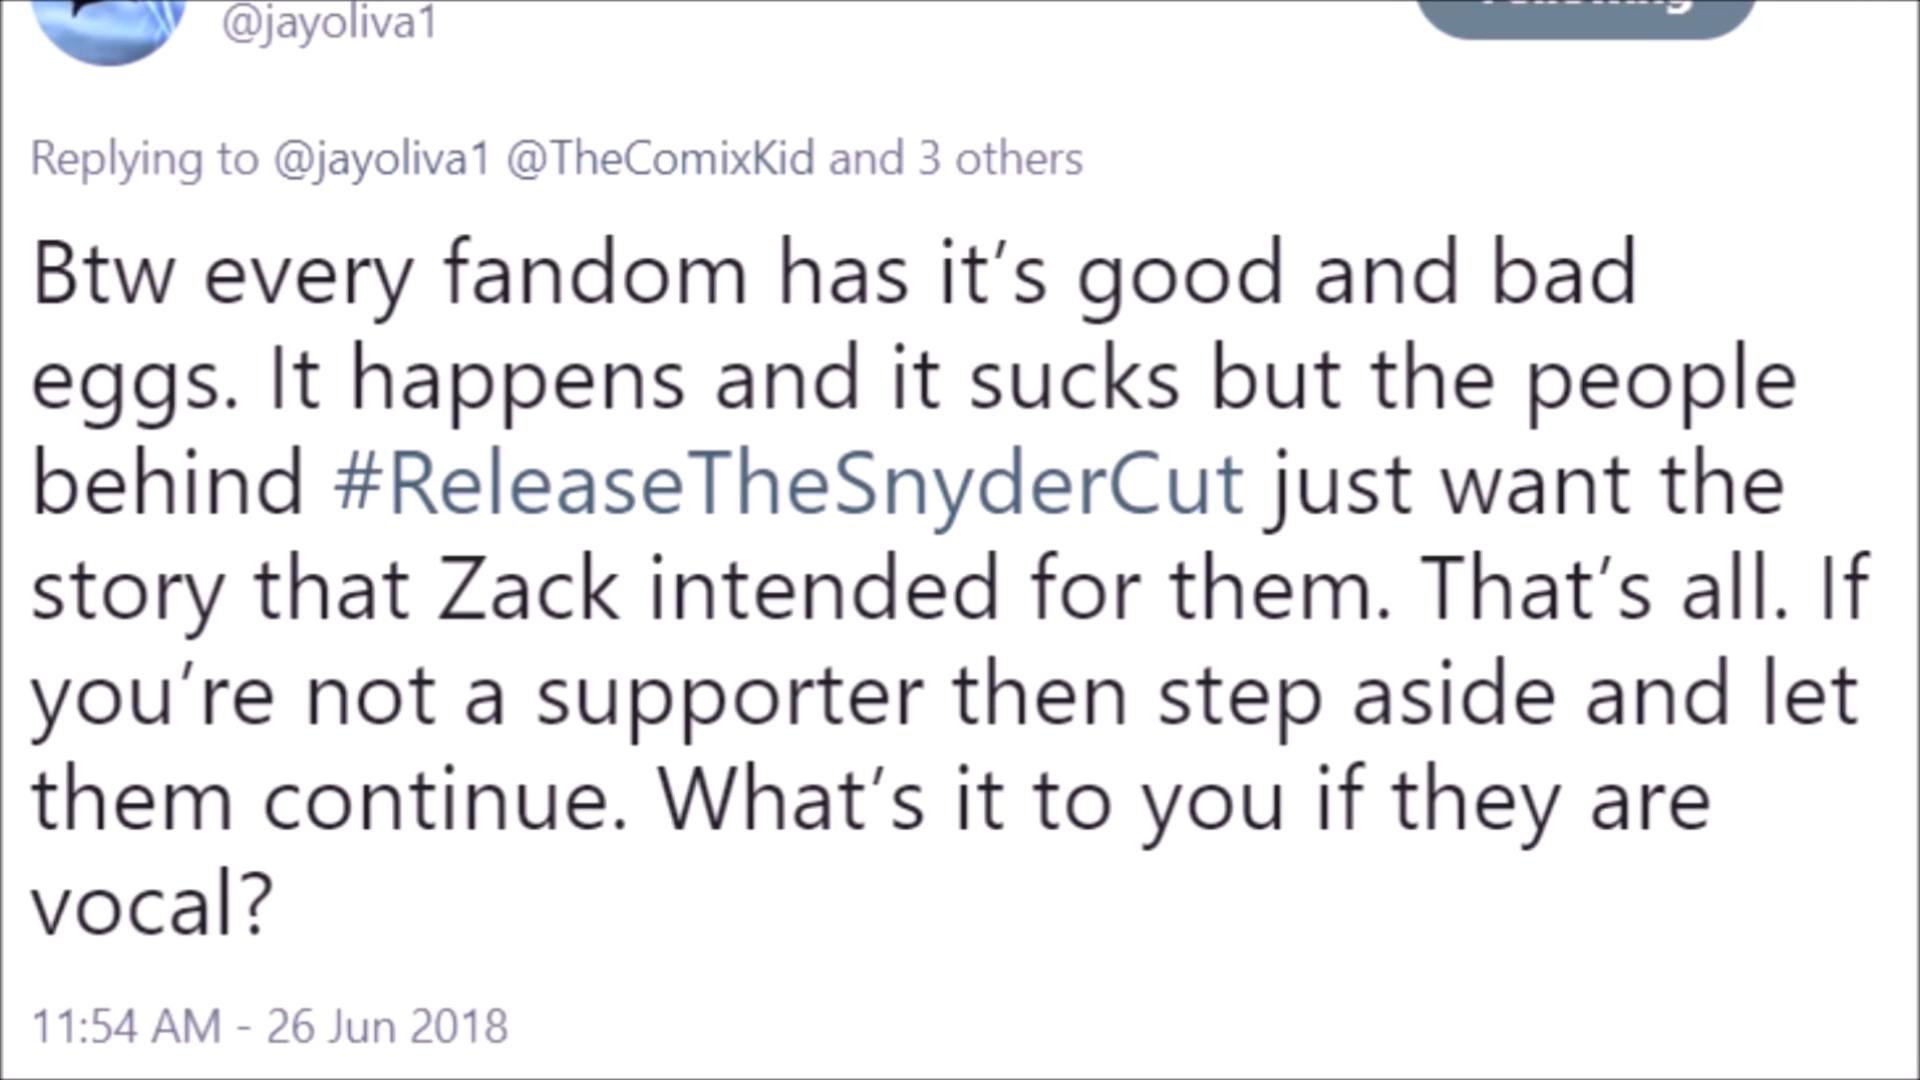 @jayoliva1
Following
Replying to @jayoliva1 @TheComixKid and 3 others
Btw every fandom has it’s good and bad
eggs. It happens and it sucks but the people
behind #ReleaseTheSnyderCut just want the
story that Zack intended for them. That’s all. If
you’re not a supporter then step aside and let
them continue. What’s it to you if they are
vocal?
11:54 AM - 26 Jun 2018